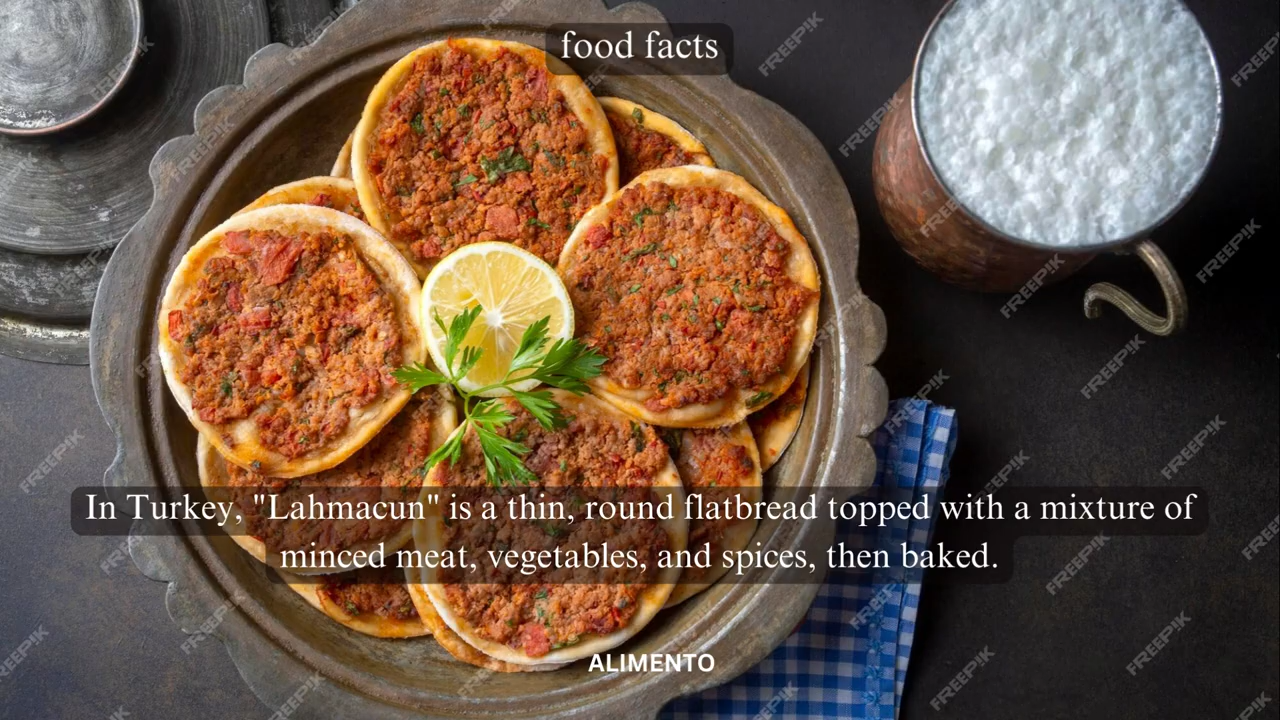 food facts
In Turkey, "Lahmacun" is a thin, round flatbread topped with a mixture of
minced meat, vegetables, and spices, then baked.
ALIMENTO
FREEPIK